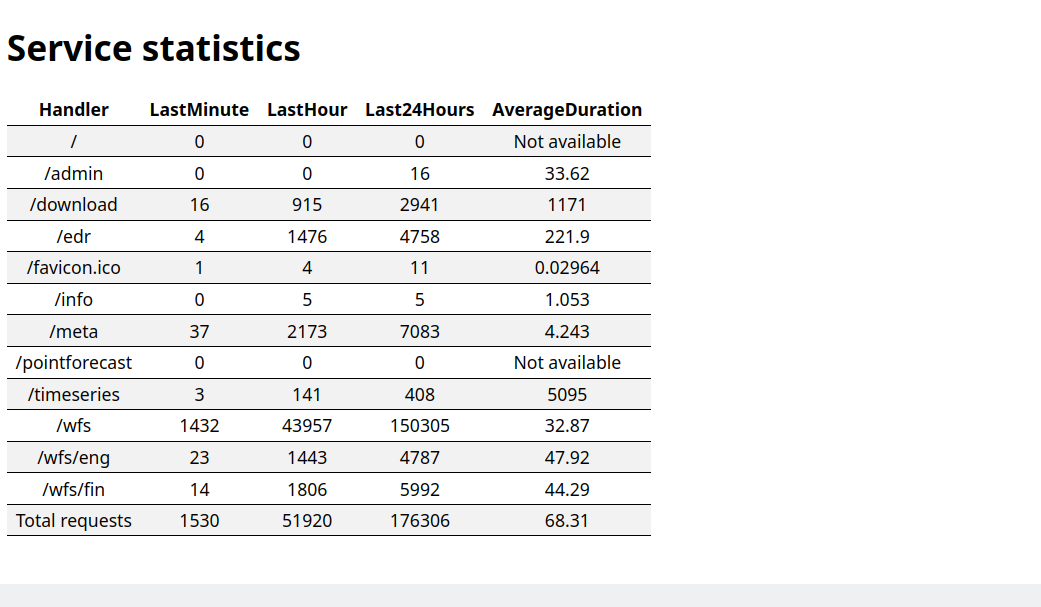 Service statistics
Handler LastMinute LastHour Last24Hours AverageDuration
/ 0 0 0 Not available
/admin 0 0 16 33.62
/download 16 915 2941 1171
/edr 4 1476 4758 221.9
/favicon.ico 1 4 11 0.02964
/info 0 5 5 1.053
/meta 37 2173 7083 4.243
/pointforecast 0 0 0 Not available
/timeseries 3 141 408 5095
/wfs 1432 43957 150305 32.87
/wfs/eng 23 1443 4787 47.92
/wfs/fin 14 1806 5992 44.29
Total requests 1530 51920 176306 68.31